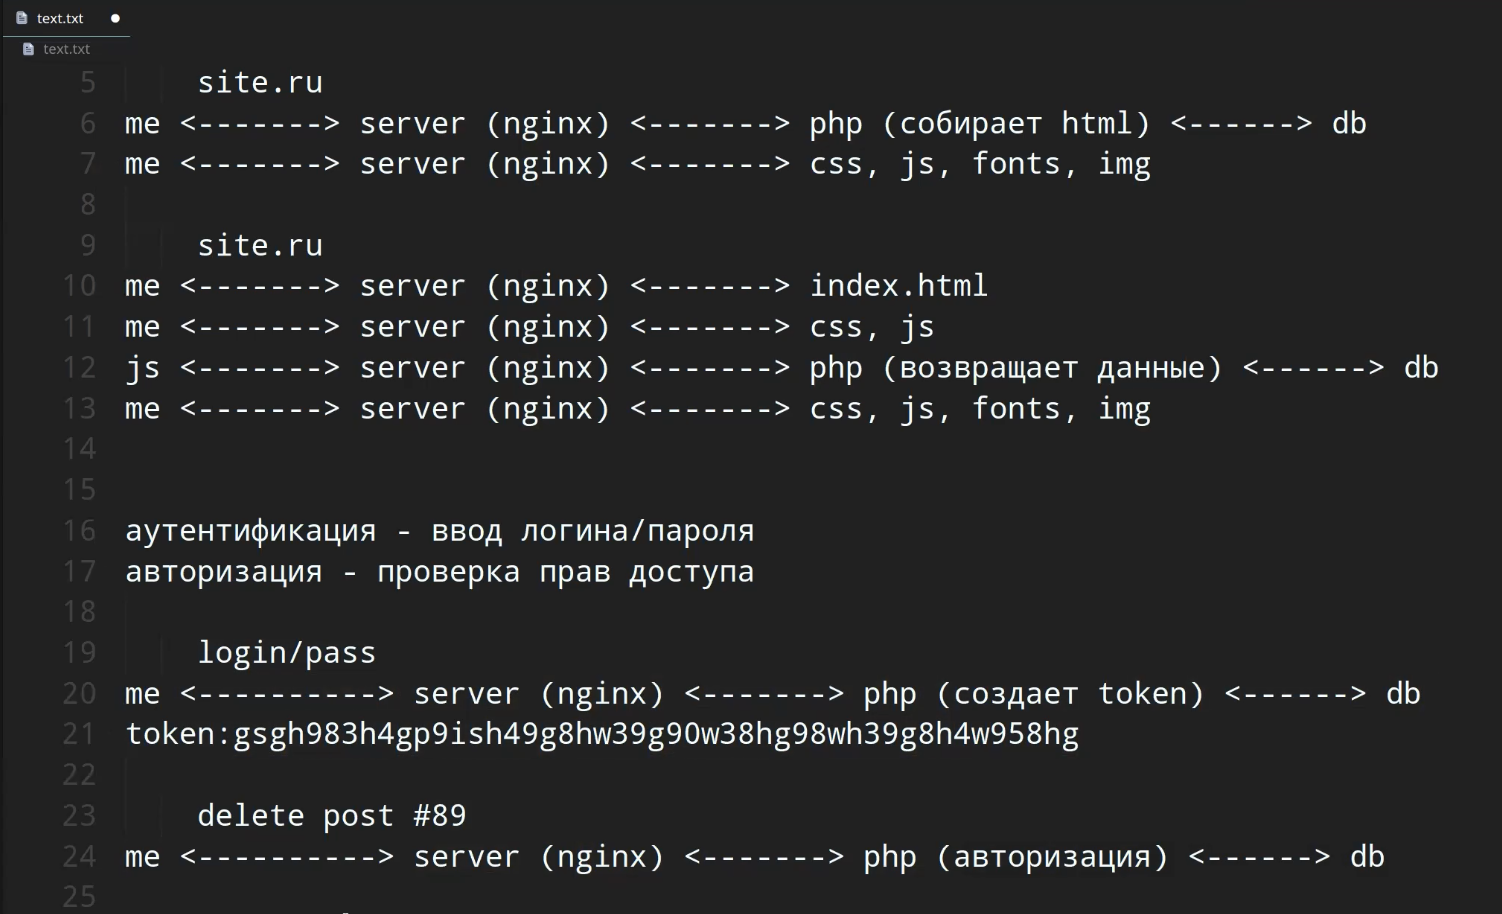 text.txt
text.txt
5 site.ru
6 me <-------> server (nginx) <-------> php (собирает html) <------> db
7 me <-------> server (nginx) <-------> css, js, fonts, img
8
9 site.ru
10 me <-------> server (nginx) <-------> index.html
11 me <-------> server (nginx) <-------> css, js
12 js <-------> server (nginx) <-------> php (возвращает данные) <------> db
13 me <-------> server (nginx) <-------> css, js, fonts, img
14
15
16 аутентификация - ввод логина/пароля
17 авторизация - проверка прав доступа
18
19 login/pass
20 me <----------> server (nginx) <-------> php (создает token) <------> db
21 token:gsgh983h4gp9ish49g8hw39g90w38hg98wh39g8h4w958hg
22
23 delete post #89
24 me <----------> server (nginx) <-------> php (авторизация) <------> db
25